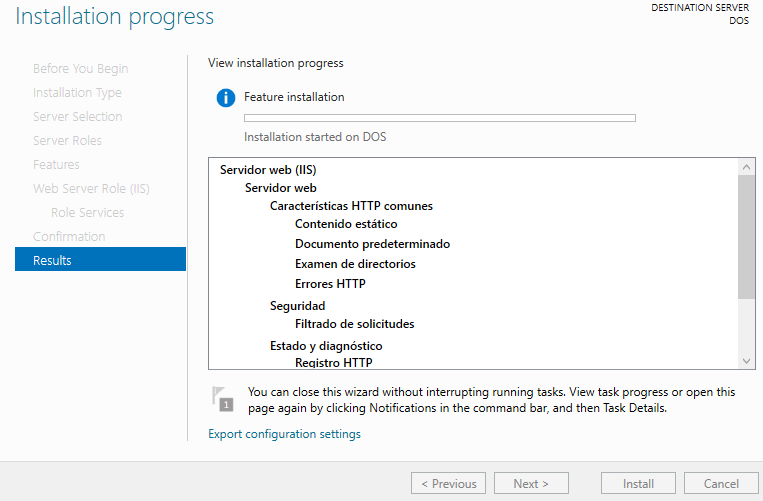 Installation progress
DESTINATION SERVER
DOS
Before You Begin
Installation Type
Server Selection
Server Roles
Features
Web Server Role (IIS)
Role Services
Confirmation
Results
View installation progress
Feature installation
Installation started on DOS
Servidor web (IIS)
Servidor web
Características HTTP comunes
Contenido estático
Documento predeterminado
Examen de directorios
Errores HTTP
Seguridad
Filtrado de solicitudes
Estado y diagnóstico
Registro HTTP
1
You can close this wizard without interrupting running tasks. View task progress or open this
page again by clicking Notifications in the command bar, and then Task Details.
Export configuration settings
< Previous
Next >
Install
Cancel